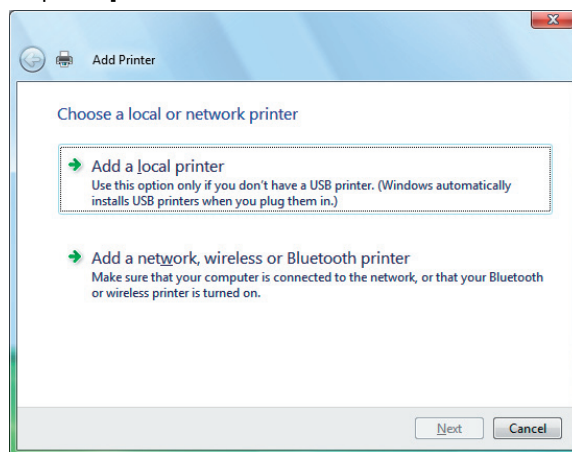 Add Printer
Choose a local or network printer
Add a local printer
Use this option only if you don't have a USB printer. (Windows automatically
installs USB printers when you plug them in.)
Add a network, wireless or Bluetooth printer
Make sure that your computer is connected to the network, or that your Bluetooth
or wireless printer is turned on.
Next Cancel